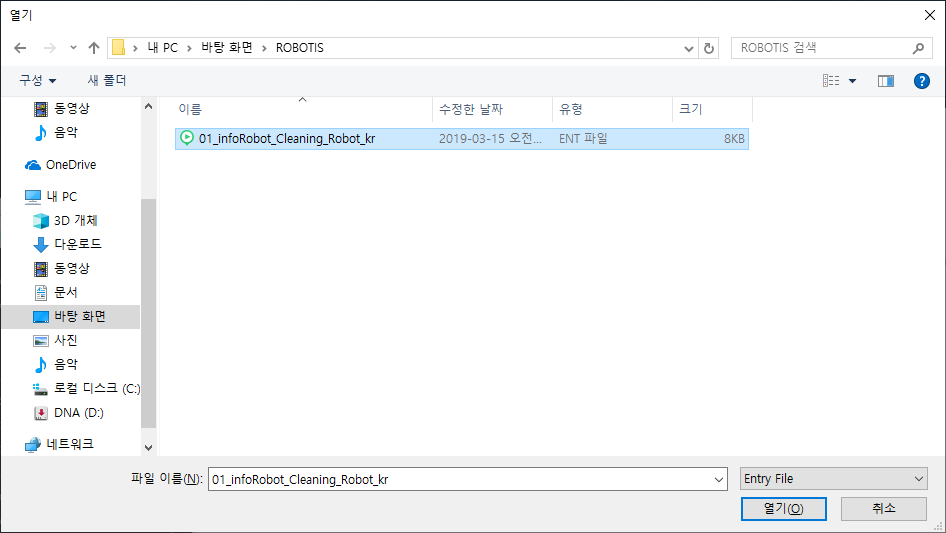 열기
내 PC > 바탕 화면 > ROBOTIS
ROBOTIS 검색
구성
새 폴더
동영상
음악
OneDrive
내 PC
3D 개체
다운로드
동영상
문서
바탕 화면
사진
음악
로컬 디스크 (C:)
DNA (D:)
네트워크
이름 수정한 날짜 유형 크기
01_infoRobot_Cleaning_Robot_kr 2019-03-15 오전... ENT 파일 8KB
파일 이름(N): 01_infoRobot_Cleaning_Robot_kr Entry File
열기(O) 취소